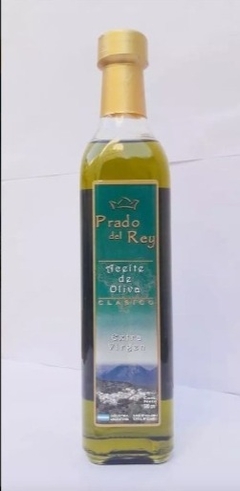 Prado
del Rey
Aceite
de
Oliva
CLASICO
Extra
Virgen